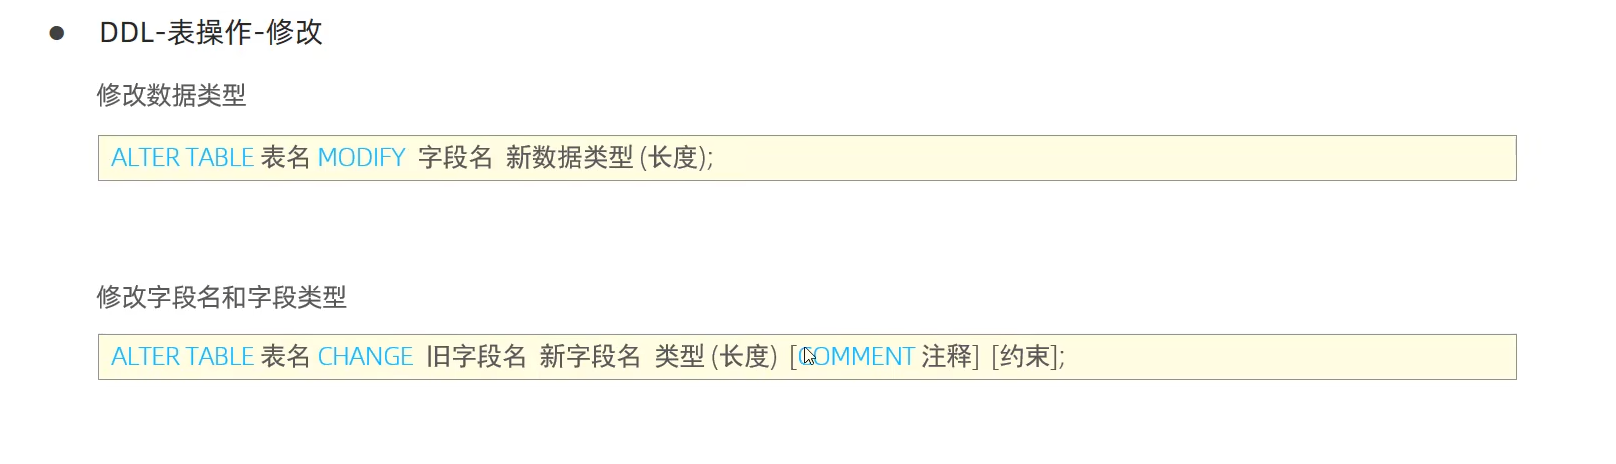 DDL-表操作-修改
修改数据类型
ALTER TABLE 表名 MODIFY 字段名 新数据类型 (长度);
修改字段名和字段类型
ALTER TABLE 表名 CHANGE 旧字段名 新字段名 类型 (长度) [COMMENT 注释] [约束];